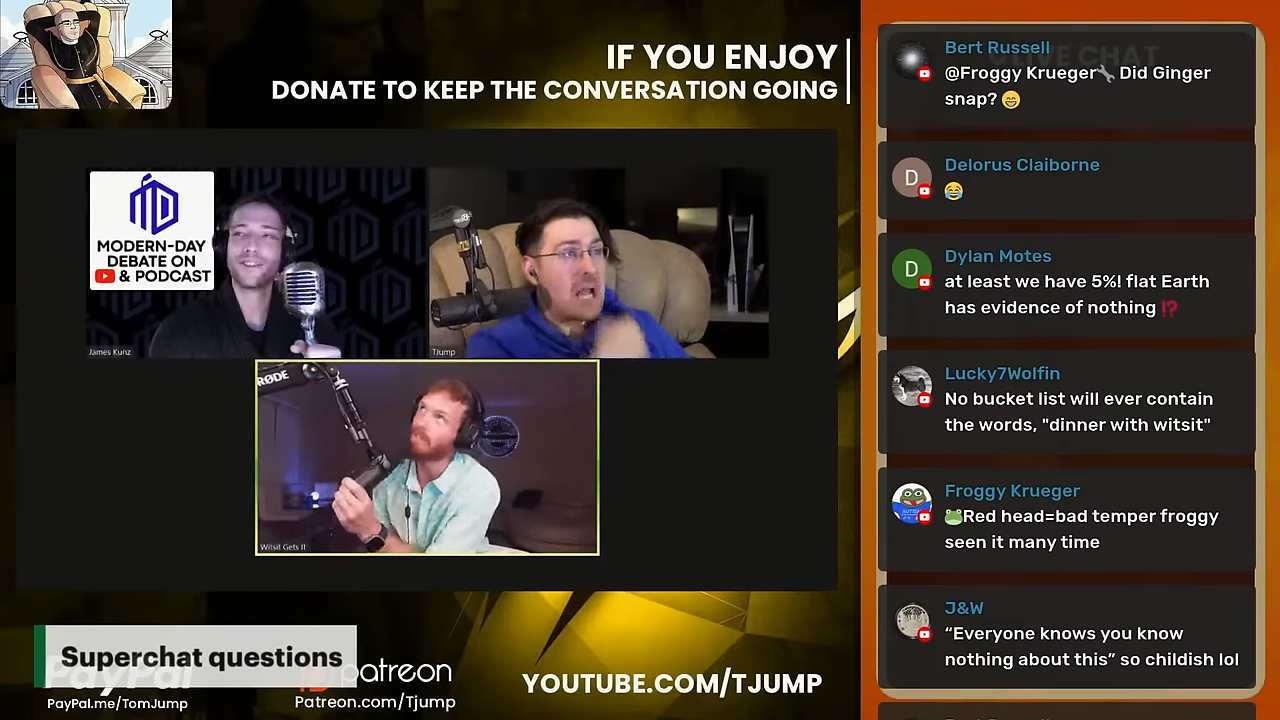 IF YOU ENJOY
DONATE TO KEEP THE CONVERSATION GOING
MODERN-DAY
DEBATE ON
& PODCAST
James Kunz
TJump
RØDE
Witsit Gets It
Superchat questions
PayPal
patreon
PayPal.me/TomJump
Patreon.com/Tjump
YOUTUBE.COM/TJUMP
LIVE CHAT
Bert Russell
@Froggy Krueger🔧 Did Ginger
snap? 😁
D
Delorus Claiborne
😂
D
Dylan Motes
at least we have 5%! flat Earth
has evidence of nothing ⁉️
Lucky7Wolfin
No bucket list will ever contain
the words, "dinner with witsit"
Froggy Krueger
🐸Red head=bad temper froggy
seen it many time
J&W
“Everyone knows you know
nothing about this” so childish lol